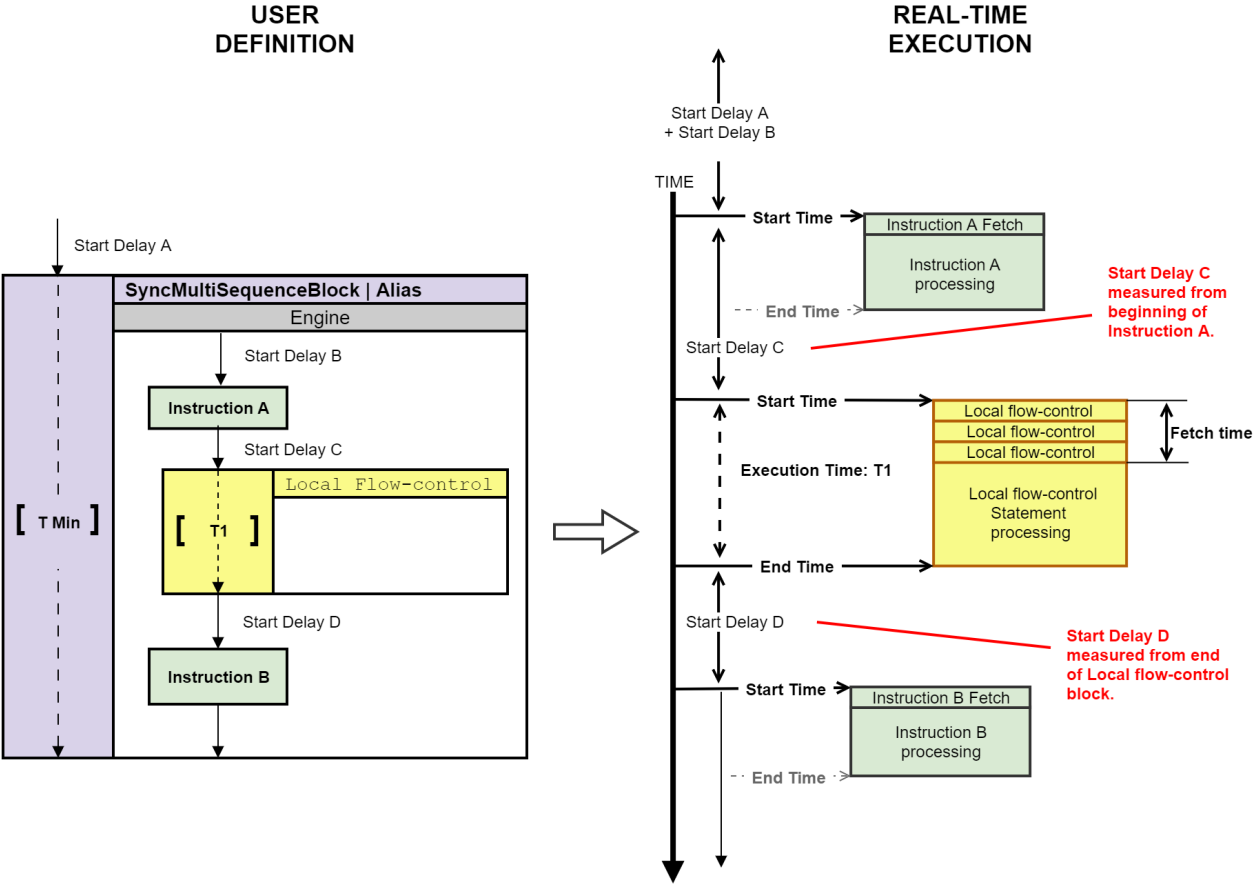 USER
DEFINITION
Start Delay A
SyncMultiSequenceBlock | Alias
Engine
Start Delay B
Instruction A
Start Delay C
Local Flow-control
[ T Min ]
[ T1 ]
Start Delay D
Instruction B
REAL-TIME
EXECUTION
Start Delay A
+ Start Delay B
TIME
Start Time
Instruction A Fetch
Instruction A
processing
End Time
Start Delay C
Start Delay C
measured from
beginning of
Instruction A.
Start Time
Local flow-control
Local flow-control
Local flow-control
Fetch time
Execution Time: T1
Local flow-control
Statement
processing
End Time
Start Delay D
Start Delay D
measured from end
of Local flow-control
block.
Start Time
Instruction B Fetch
Instruction B
processing
End Time